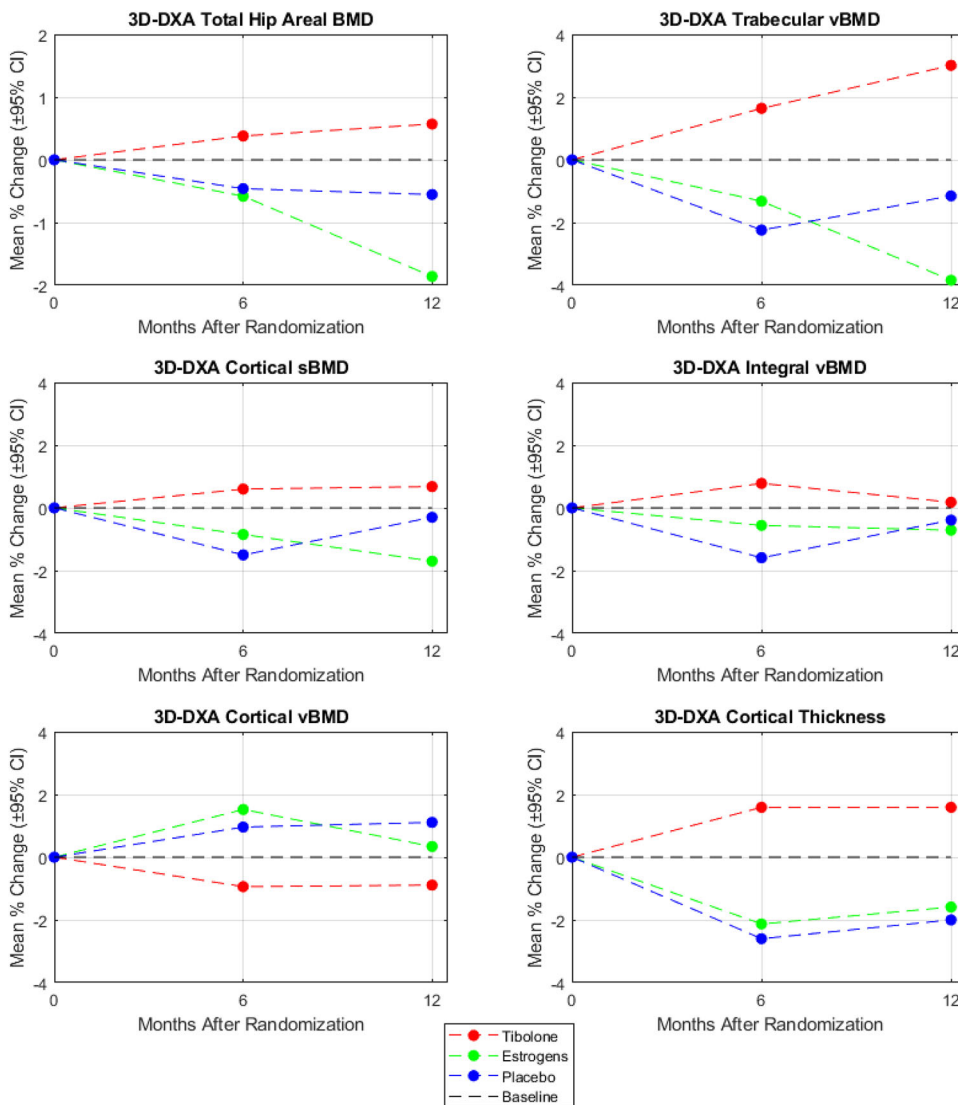 3D-DXA Total Hip Areal BMD
Mean % Change (±95% CI)
2
1
0
-1
-2
0
6
12
Months After Randomization
3D-DXA Trabecular vBMD
Mean % Change (±95% CI)
4
2
0
-2
-4
0
6
12
Months After Randomization
3D-DXA Cortical sBMD
Mean % Change (±95% CI)
4
2
0
-2
-4
0
6
12
Months After Randomization
3D-DXA Integral vBMD
Mean % Change (±95% CI)
4
2
0
-2
-4
0
6
12
Months After Randomization
3D-DXA Cortical vBMD
Mean % Change (±95% CI)
4
2
0
-2
-4
0
6
12
Months After Randomization
3D-DXA Cortical Thickness
Mean % Change (±95% CI)
4
2
0
-2
-4
0
6
12
Months After Randomization
Tibolone
Estrogens
Placebo
Baseline